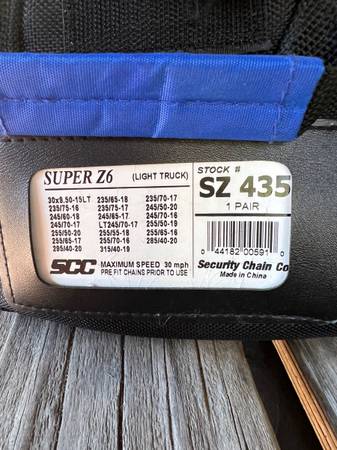 SUPER Z6 (LIGHT TRUCK)
30x9.50-15LT 235/65-18 235/70-17
235/75-16 235/75-17 245/50-20
245/60-18 245/65-17 245/70-16
245/70-17 LT245/70-17 255/50-19
255/50-20 255/55-18 255/65-16
255/65-17 265/70-16 285/40-20
295/40-20 315/40-19
SCC MAXIMUM SPEED 30 mph
PRE FIT CHAINS PRIOR TO USE
STOCK #
SZ 435
1 PAIR
0 44182 00591 0
Security Chain Co
Made in China